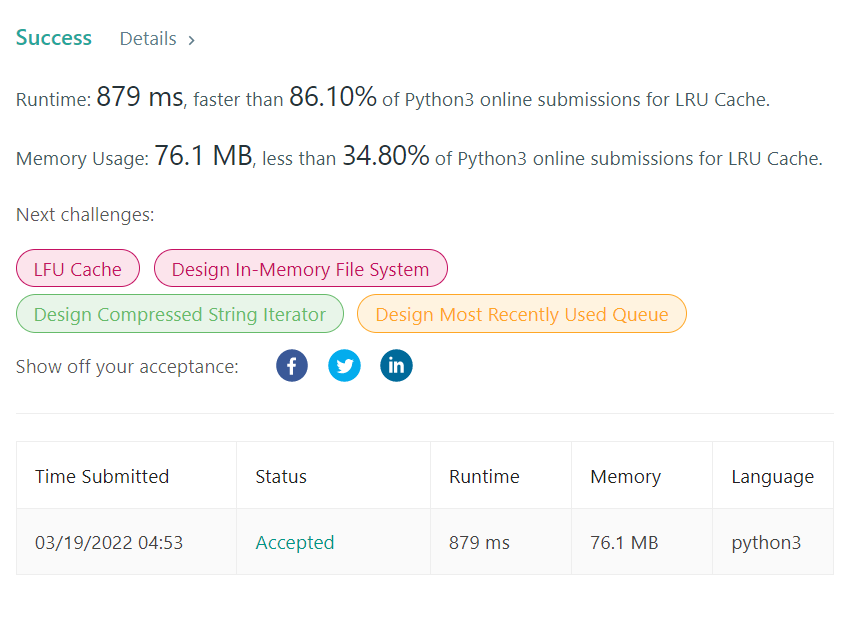 Success Details >
Runtime: 879 ms, faster than 86.10% of Python3 online submissions for LRU Cache.
Memory Usage: 76.1 MB, less than 34.80% of Python3 online submissions for LRU Cache.
Next challenges:
LFU Cache Design In-Memory File System
Design Compressed String Iterator Design Most Recently Used Queue
Show off your acceptance: f in
Time Submitted Status Runtime Memory Language
03/19/2022 04:53 Accepted 879 ms 76.1 MB python3